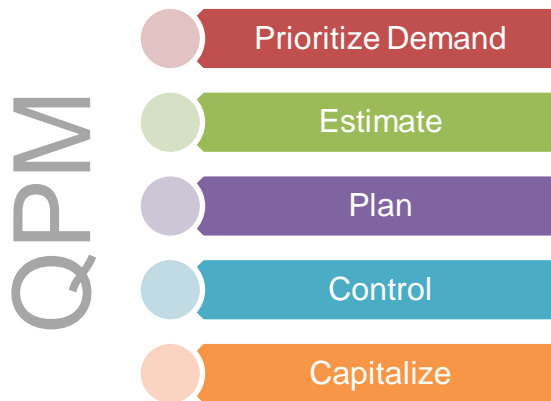 QPM
Prioritize Demand
Estimate
Plan
Control
Capitalize